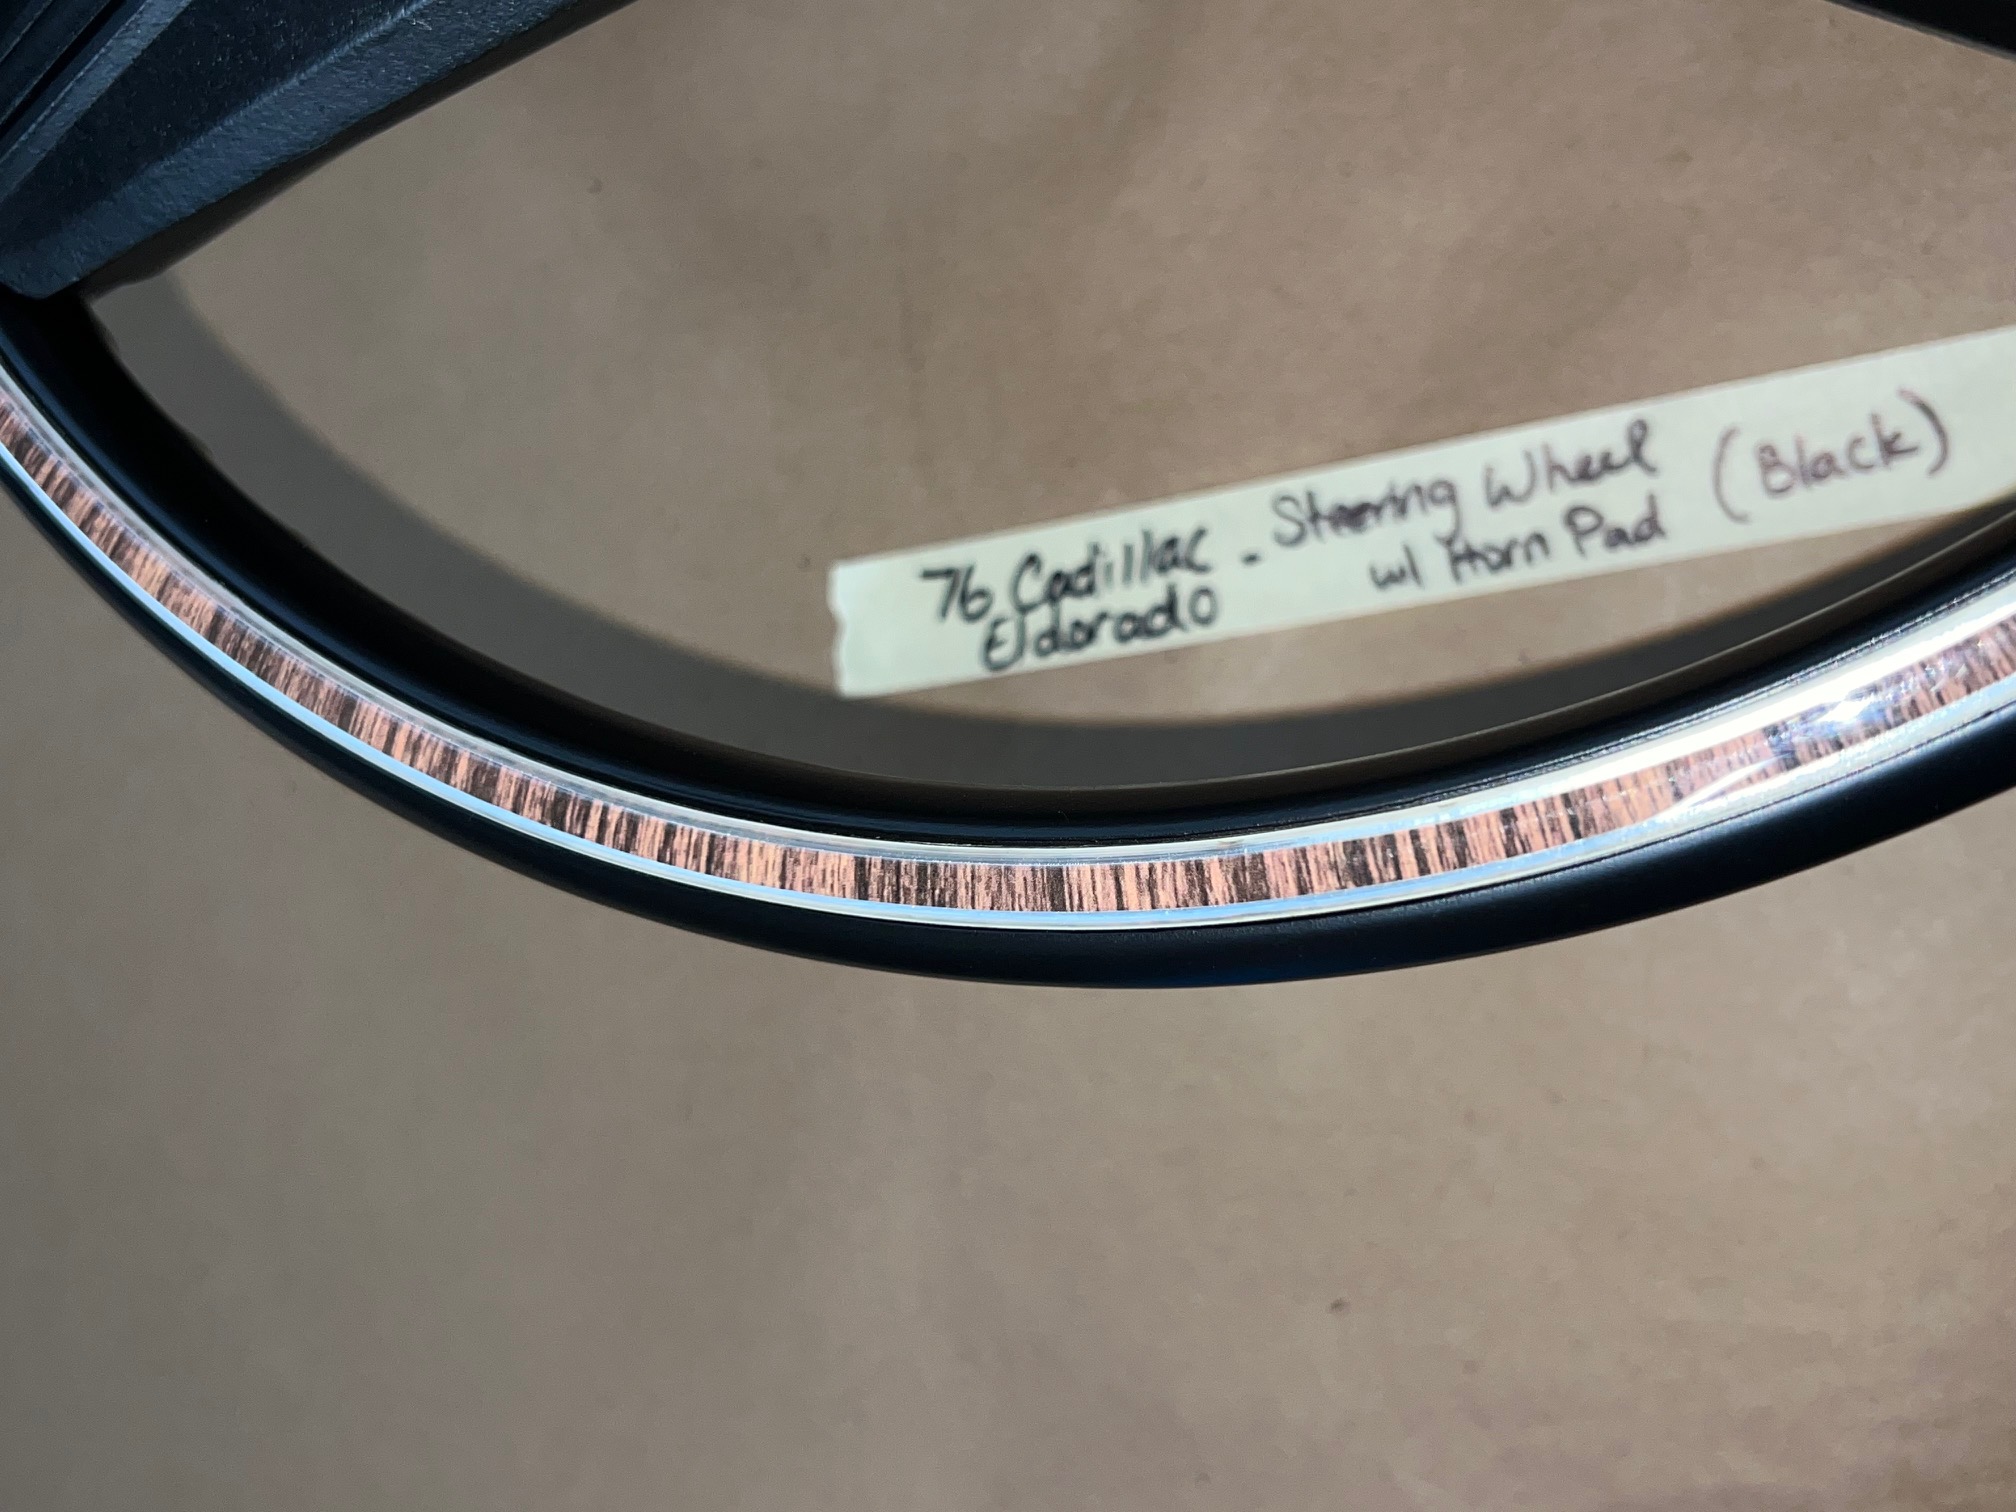 76 Cadillac - Steering Wheel (Black)
Eldorado w/ Horn Pad